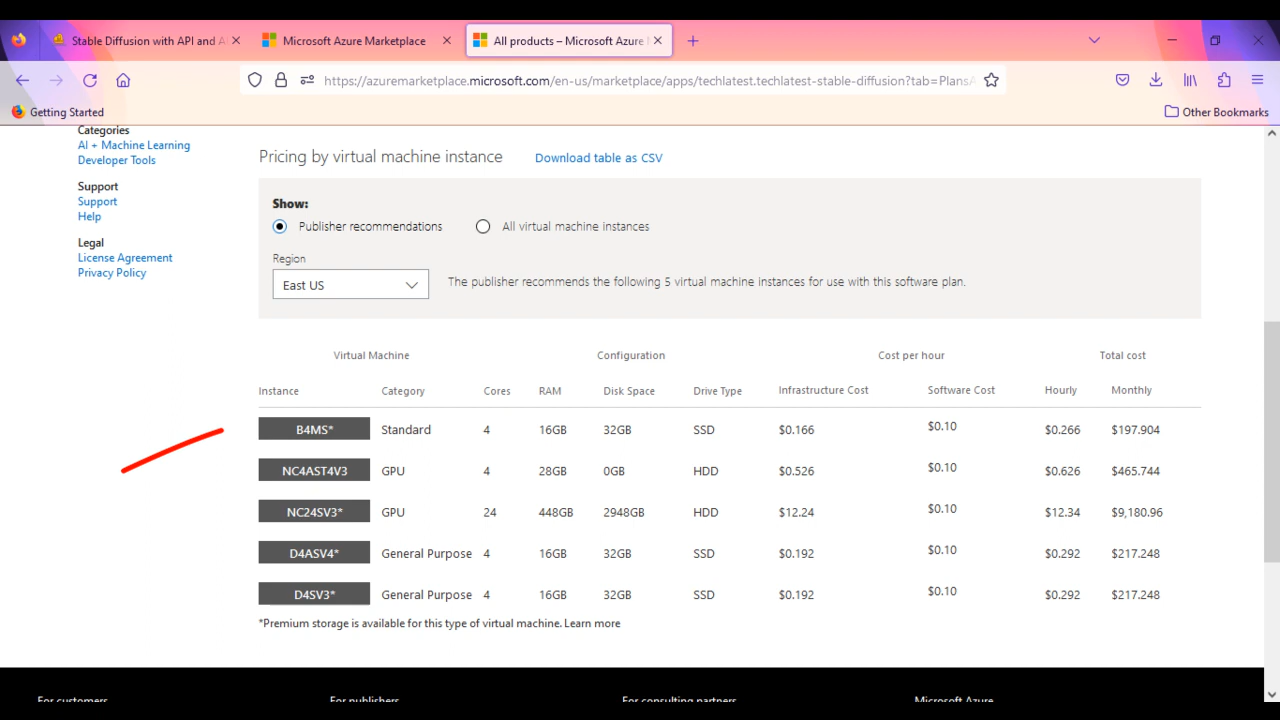 Stable Diffusion with API and A
Microsoft Azure Marketplace
All products – Microsoft Azure M
https://azuremarketplace.microsoft.com/en-us/marketplace/apps/techlatest.techlatest-stable-diffusion?tab=PlansA
Getting Started
Other Bookmarks
Categories
AI + Machine Learning
Developer Tools
Support
Support
Help
Legal
License Agreement
Privacy Policy
Pricing by virtual machine instance Download table as CSV
Show:
Publisher recommendations All virtual machine instances
Region
East US
The publisher recommends the following 5 virtual machine instances for use with this software plan.
Virtual Machine Configuration Cost per hour Total cost
Instance Category Cores RAM Disk Space Drive Type Infrastructure Cost Software Cost Hourly Monthly
B4MS* Standard 4 16GB 32GB SSD $0.166 $0.10 $0.266 $197.904
NC4AST4V3 GPU 4 28GB 0GB HDD $0.526 $0.10 $0.626 $465.744
NC24SV3* GPU 24 448GB 2948GB HDD $12.24 $0.10 $12.34 $9,180.96
D4ASV4* General Purpose 4 16GB 32GB SSD $0.192 $0.10 $0.292 $217.248
D4SV3* General Purpose 4 16GB 32GB SSD $0.192 $0.10 $0.292 $217.248
*Premium storage is available for this type of virtual machine. Learn more
For customers For publishers For consulting partners Microsoft Azure